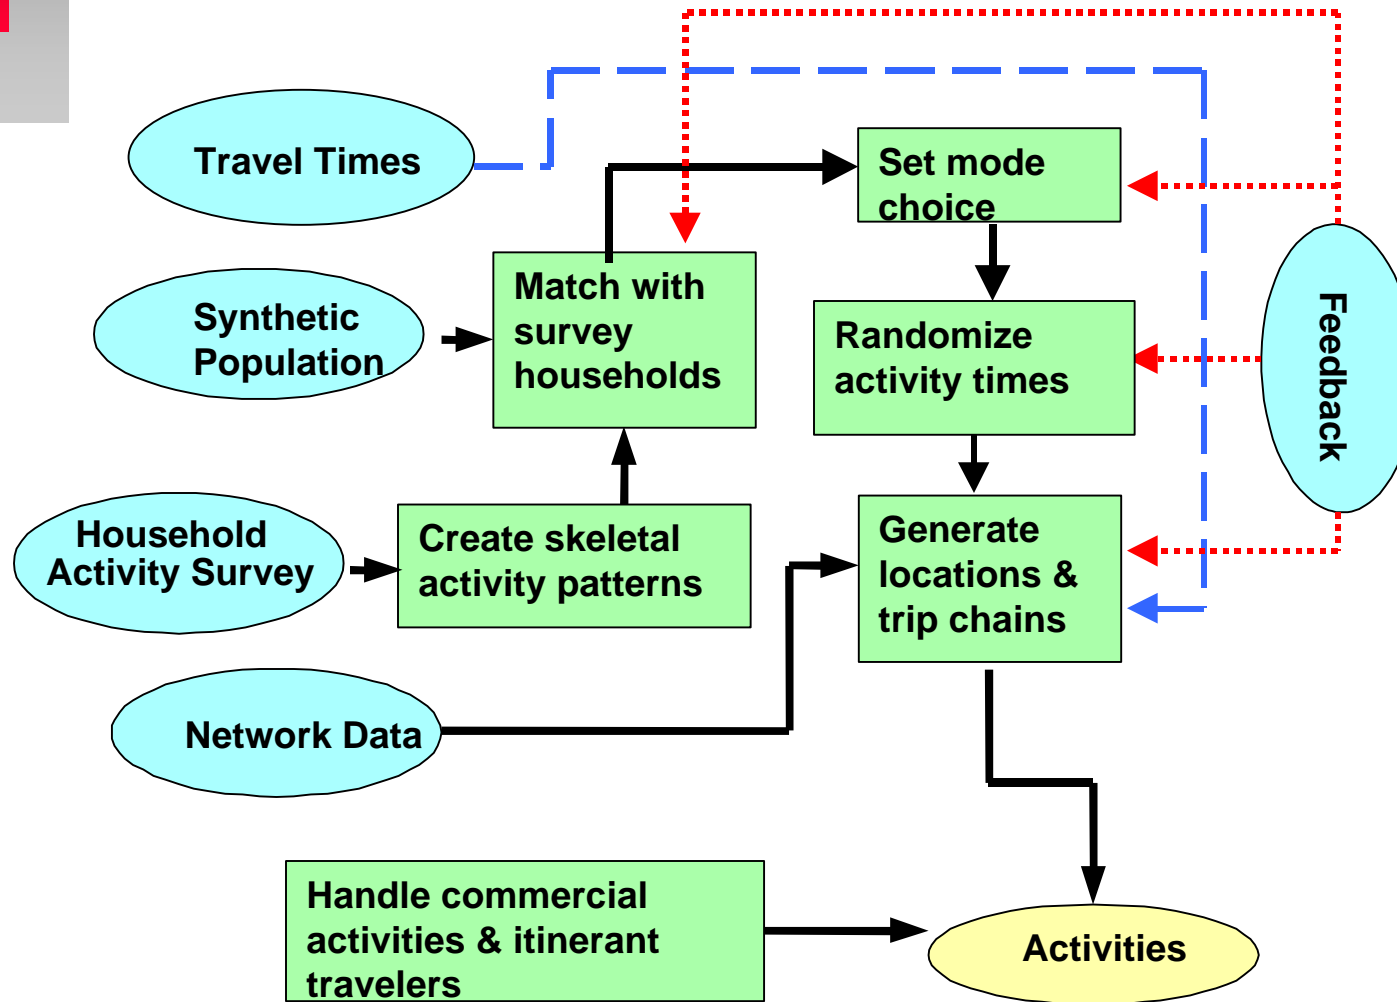 Travel Times
Set mode
choice
Synthetic
Population
Match with
survey
households
Randomize
activity times
Feedback
Household
Activity Survey
Create skeletal
activity patterns
Generate
locations &
trip chains
Network Data
Handle commercial
activities & itinerant
travelers
Activities